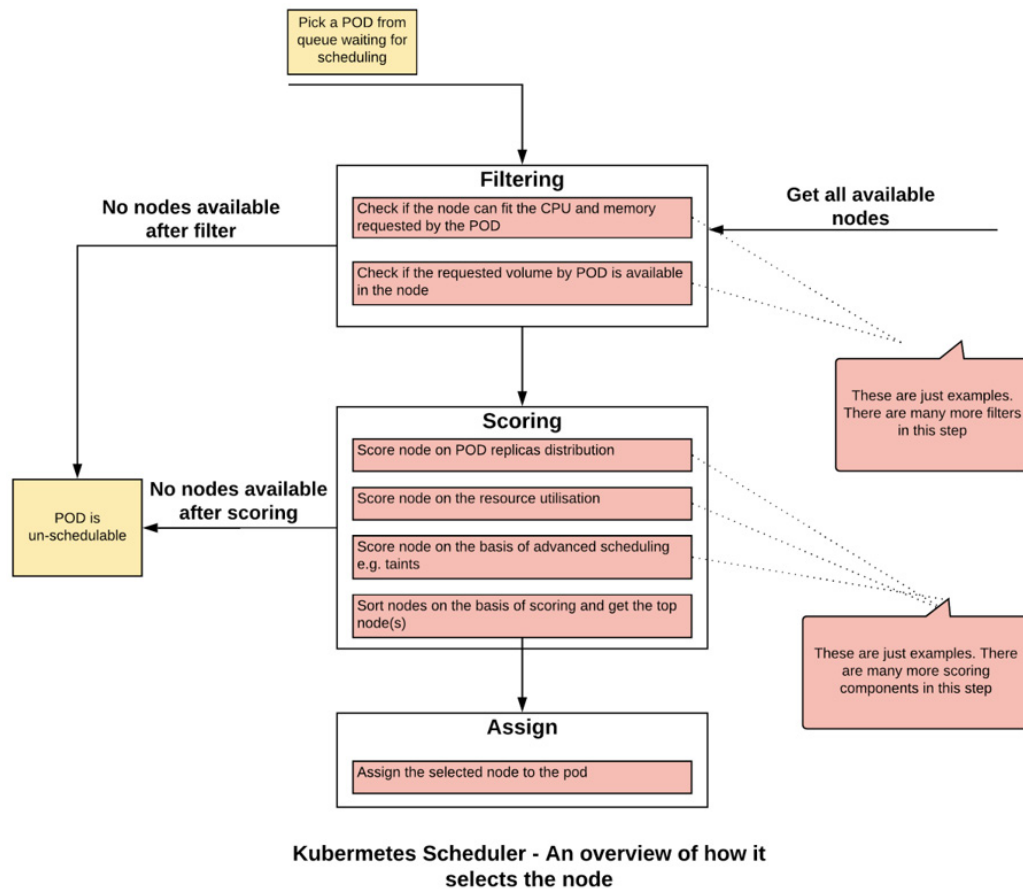 Pick a POD from
queue waiting for
scheduling
Filtering
Check if the node can fit the CPU and memory
requested by the POD
Check if the requested volume by POD is available
in the node
No nodes available
after filter
Get all available
nodes
These are just examples.
There are many more filters
in this step
Scoring
Score node on POD replicas distribution
Score node on the resource utilisation
Score node on the basis of advanced scheduling
e.g. taints
Sort nodes on the basis of scoring and get the top
node(s)
No nodes available
after scoring
POD is
un-schedulable
These are just examples. There
are many more scoring
components in this step
Assign
Assign the selected node to the pod
Kubernetes Scheduler - An overview of how it
selects the node